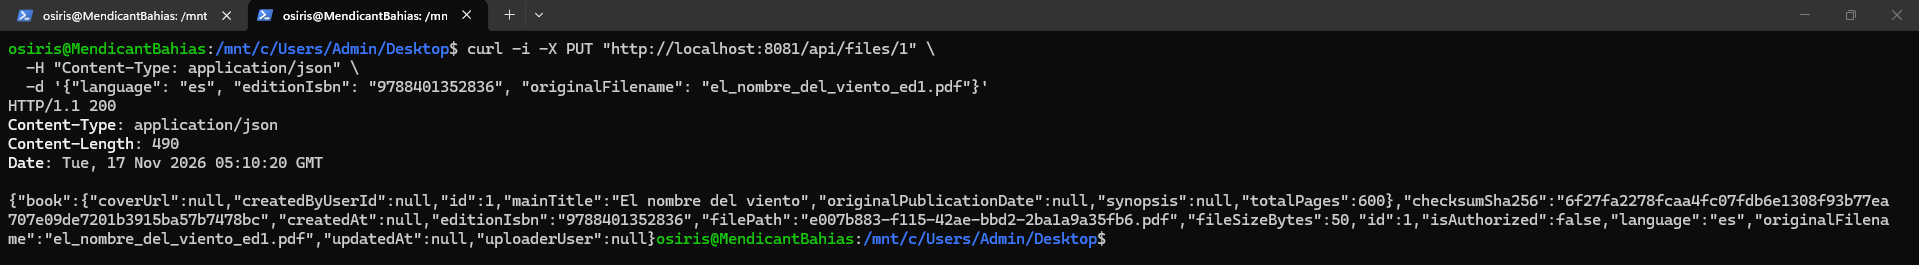 osiris@MendicantBahias: /mnt
osiris@MendicantBahias: /mn
osiris@MendicantBahias:/mnt/c/Users/Admin/Desktop$ curl -i -X PUT "http://localhost:8081/api/files/1" \
-H "Content-Type: application/json" \
-d '{"language": "es", "editionIsbn": "9788401352836", "originalFilename": "el_nombre_del_viento_ed1.pdf"}'
HTTP/1.1 200
Content-Type: application/json
Content-Length: 490
Date: Tue, 17 Nov 2026 05:10:20 GMT
{"book":{"coverUrl":null,"createdByUserId":null,"id":1,"mainTitle":"El nombre del viento","originalPublicationDate":null,"synopsis":null,"totalPages":600},"checksumSha256":"6f27fa2278fcaa4fc07fdb6e1308f93b77ea
707e09de7201b3915ba57b7478bc","createdAt":null,"editionIsbn":"9788401352836","filePath":"e007b883-f115-42ae-bbd2-2ba1a9a35fb6.pdf","fileSizeBytes":50,"id":1,"isAuthorized":false,"language":"es","originalFilena
me":"el_nombre_del_viento_ed1.pdf","updatedAt":null,"uploaderUser":null}osiris@MendicantBahias:/mnt/c/Users/Admin/Desktop$